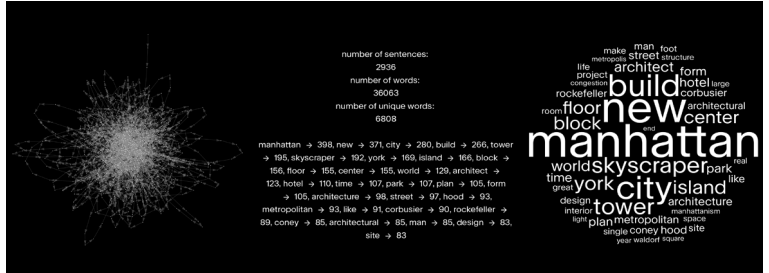 number of sentences:
2936
number of words:
36063
number of unique words:
6808
manhattan → 398, new → 371, city → 280, build → 266, tower
→ 195, skyscraper → 192, york → 169, island → 166, block →
156, floor → 155, center → 155, world → 129, architect →
123, hotel → 110, time → 107, park → 107, plan → 105, form
→ 105, architecture → 98, street → 97, hood → 93,
metropolitan → 93, like → 91, corbusier → 90, rockefeller →
89, coney → 85, architectural → 85, man → 85, design → 83,
site → 83
make man foot
metropolis street structure
life architect form
project
congestion build hotel large
rockefeller corbusier
room floor new architectural
block center
end
manhattan
world skyscraper park real
time like
great york city island
design architecture
interior tower manhattanism
light plan metropolitan space
single coney hood site
year waldorf square